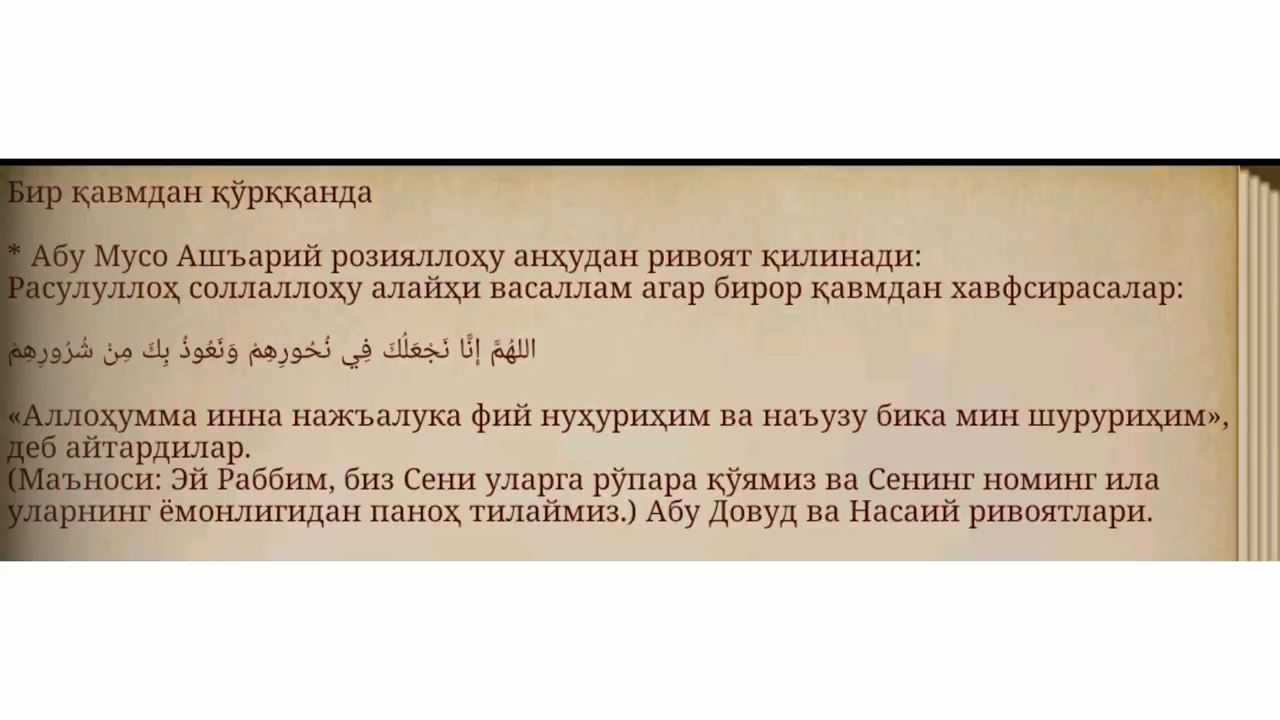 Бир қавмдан қўрққанда
* Абу Мусо Ашъарий розияллоҳу анҳудан ривоят қилинади:
Расулуллоҳ соллаллоҳу алайҳи васаллам агар бирор қавмдан хавфсирасалар:
اللهُمَّ إنَّا نَجْعَلُكَ فِي نُحُورِهِمْ وَنَعُوذُ بِكَ مِنْ شُرُورِهِمْ
«Аллоҳумма инна нажъалука фий нуҳуриҳим ва наъузу бика мин шуруриҳим»,
деб айтардилар.
(Маъноси: Эй Раббим, биз Сени уларга рўпара қўямиз ва Сенинг номинг ила
уларнинг ёмонлигидан паноҳ тилаймиз.) Абу Довуд ва Насаий ривоятлари.